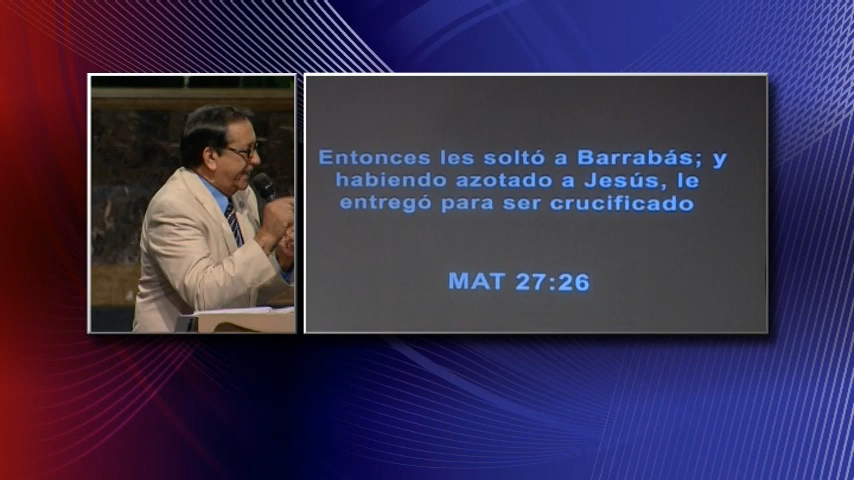 Entonces les soltó a Barrabás; y
habiendo azotado a Jesús, le
entregó para ser crucificado
MAT 27:26